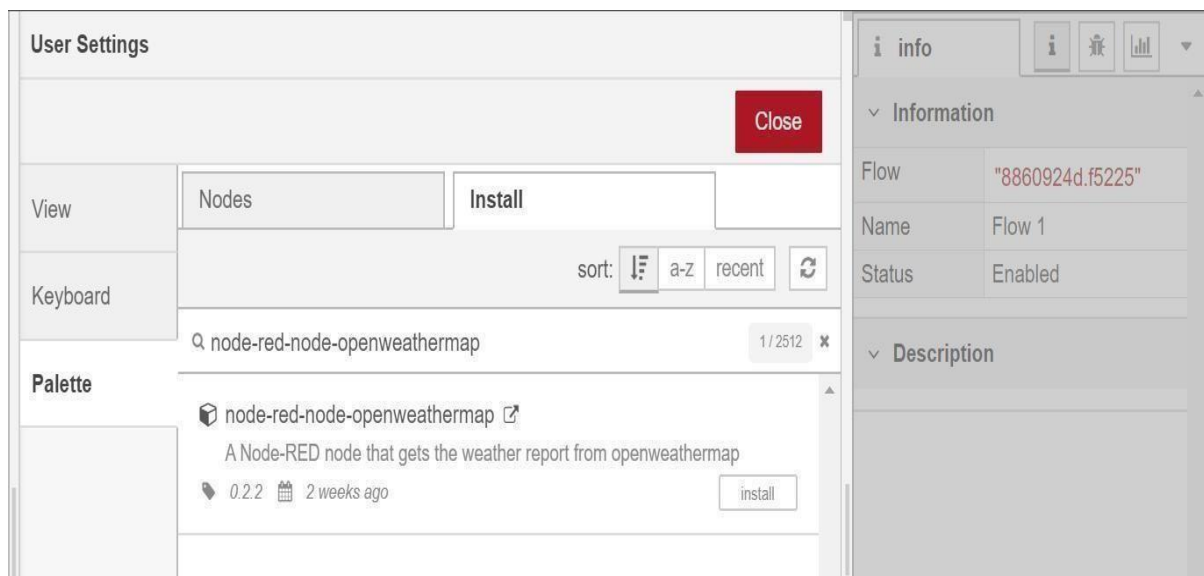 User Settings
Close
View
Keyboard
Palette
Nodes
Install
sort: a-z recent
node-red-node-openweathermap 1 / 2512 ×
node-red-node-openweathermap
A Node-RED node that gets the weather report from openweathermap
0.2.2 2 weeks ago
install
i info i
Information
Flow "8860924d.f5225"
Name Flow 1
Status Enabled
Description